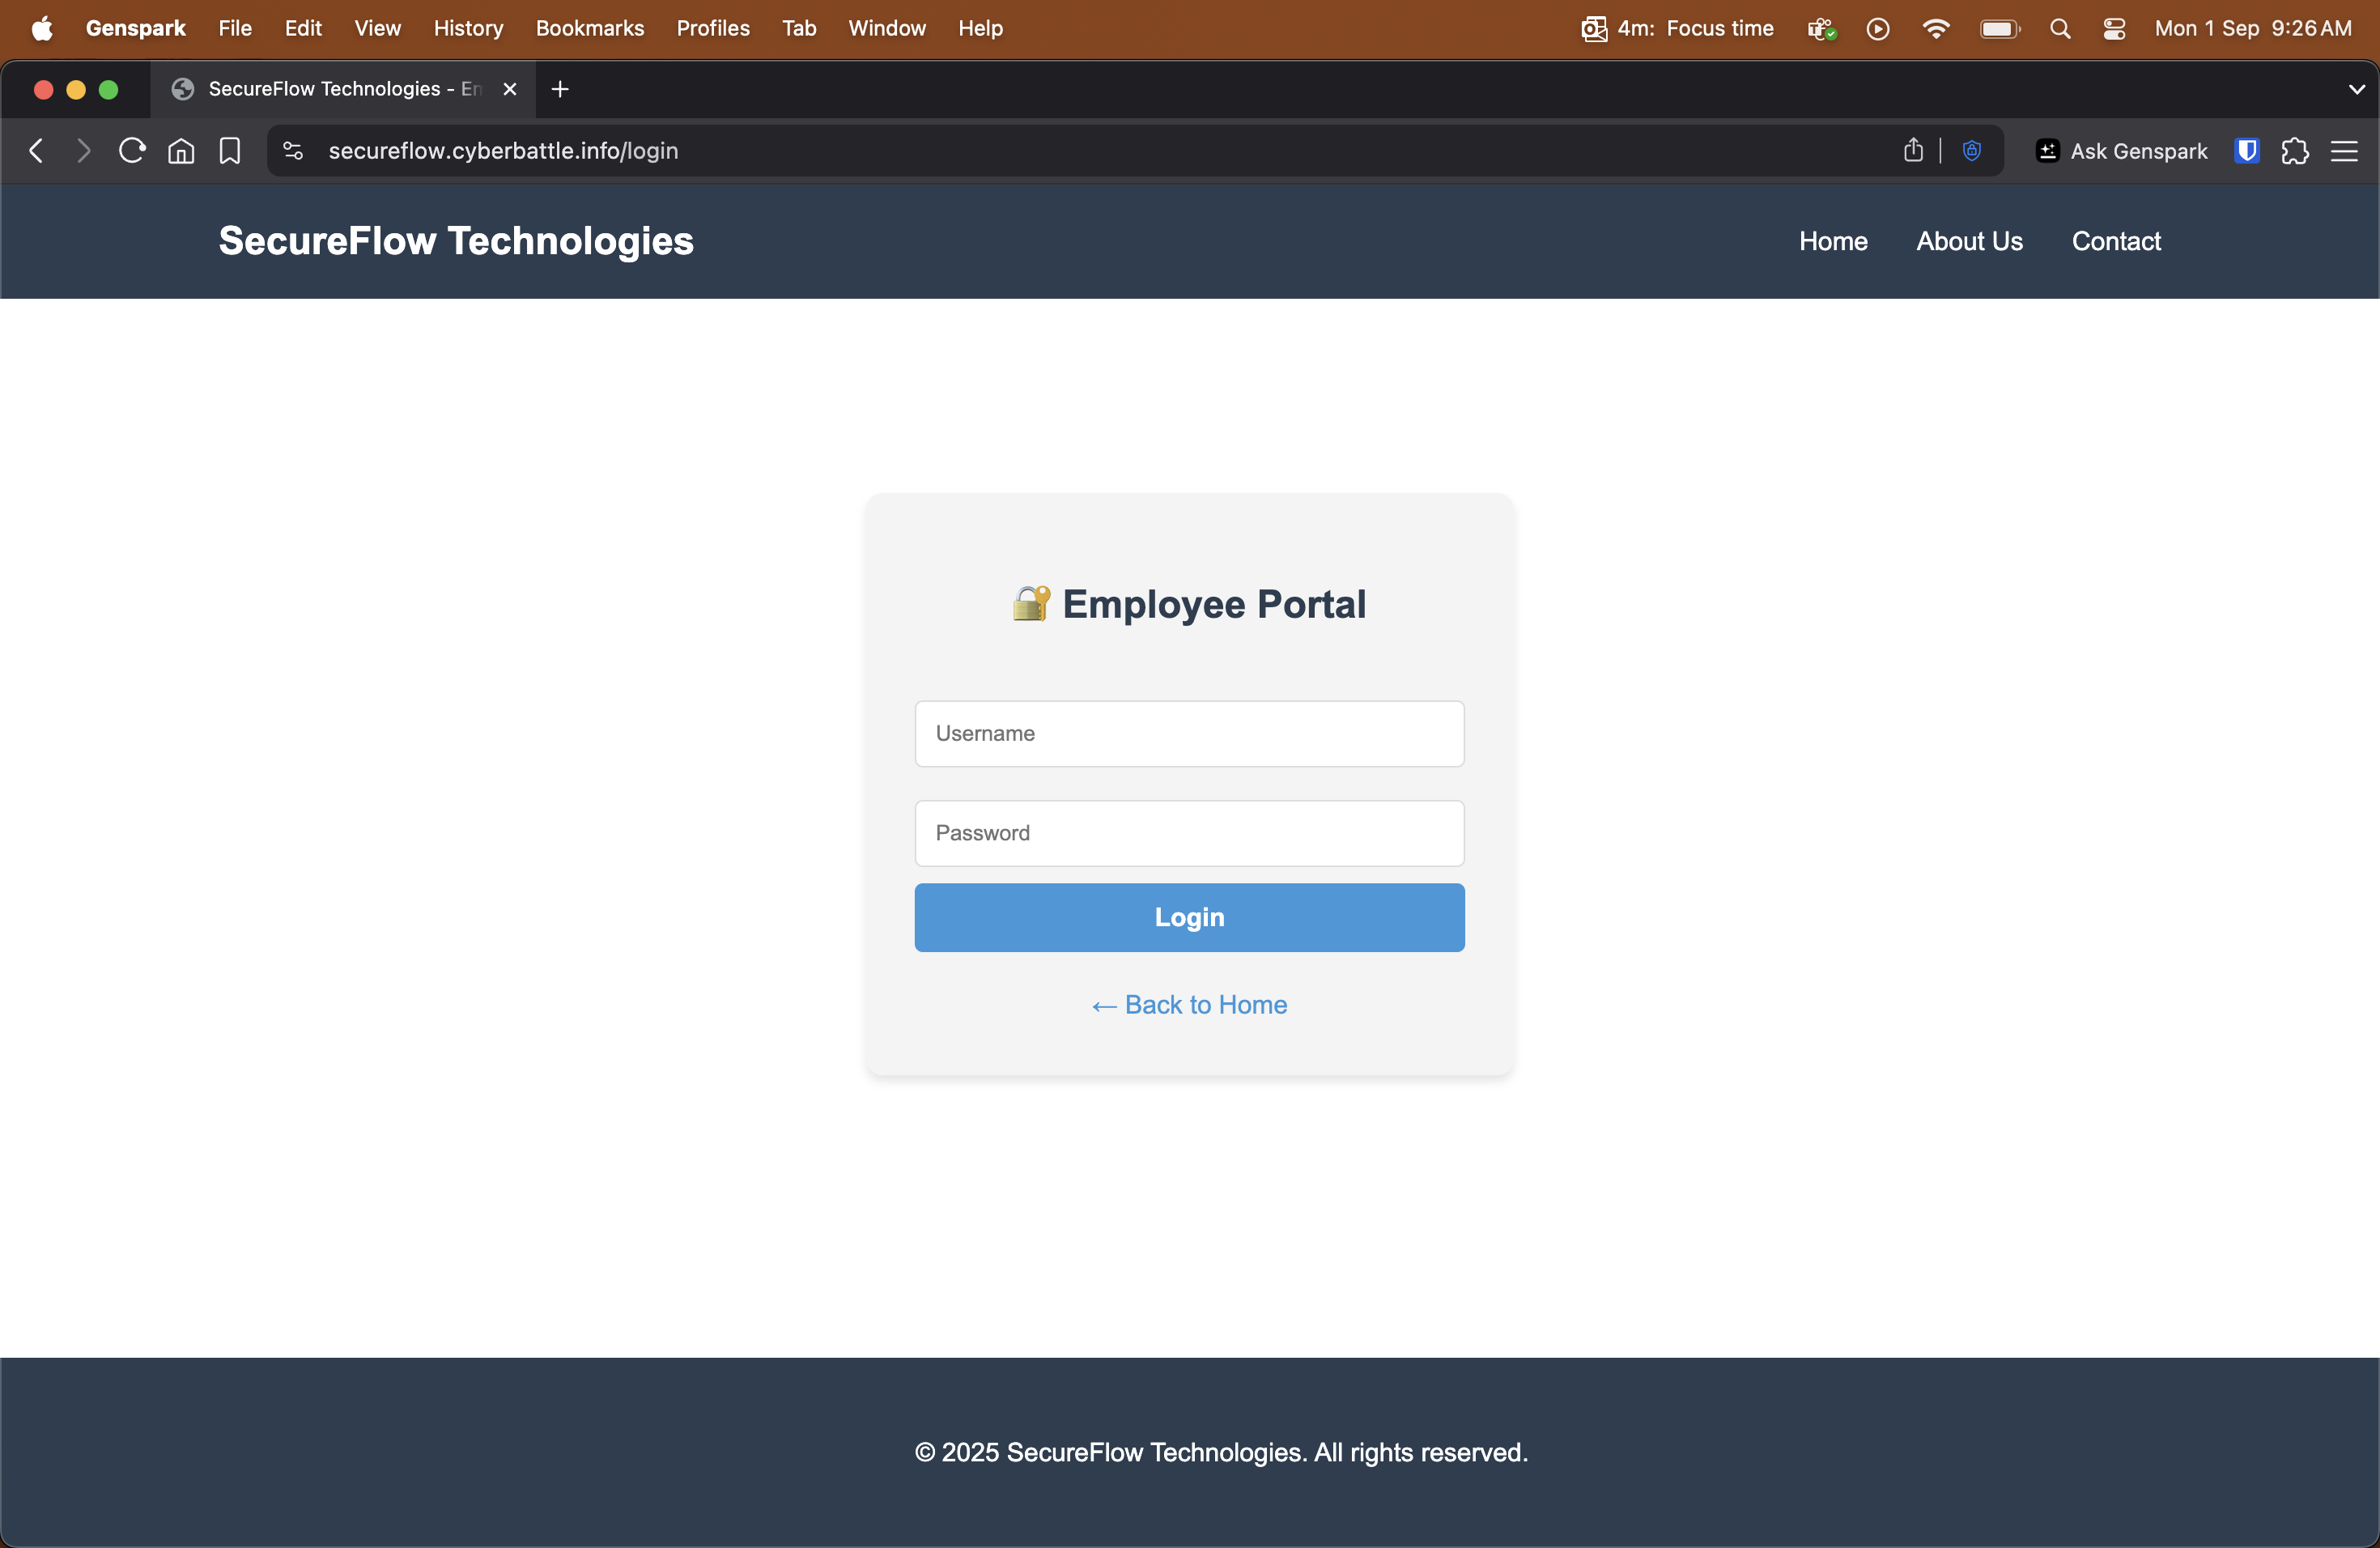 Genspark File Edit View History Bookmarks Profiles Tab Window Help 4m: Focus time Mon 1 Sep 9:26 AM
SecureFlow Technologies - En
secureflow.cyberbattle.info/login Ask Genspark
SecureFlow Technologies Home About Us Contact
Employee Portal
Username
Password
Login
← Back to Home
© 2025 SecureFlow Technologies. All rights reserved.